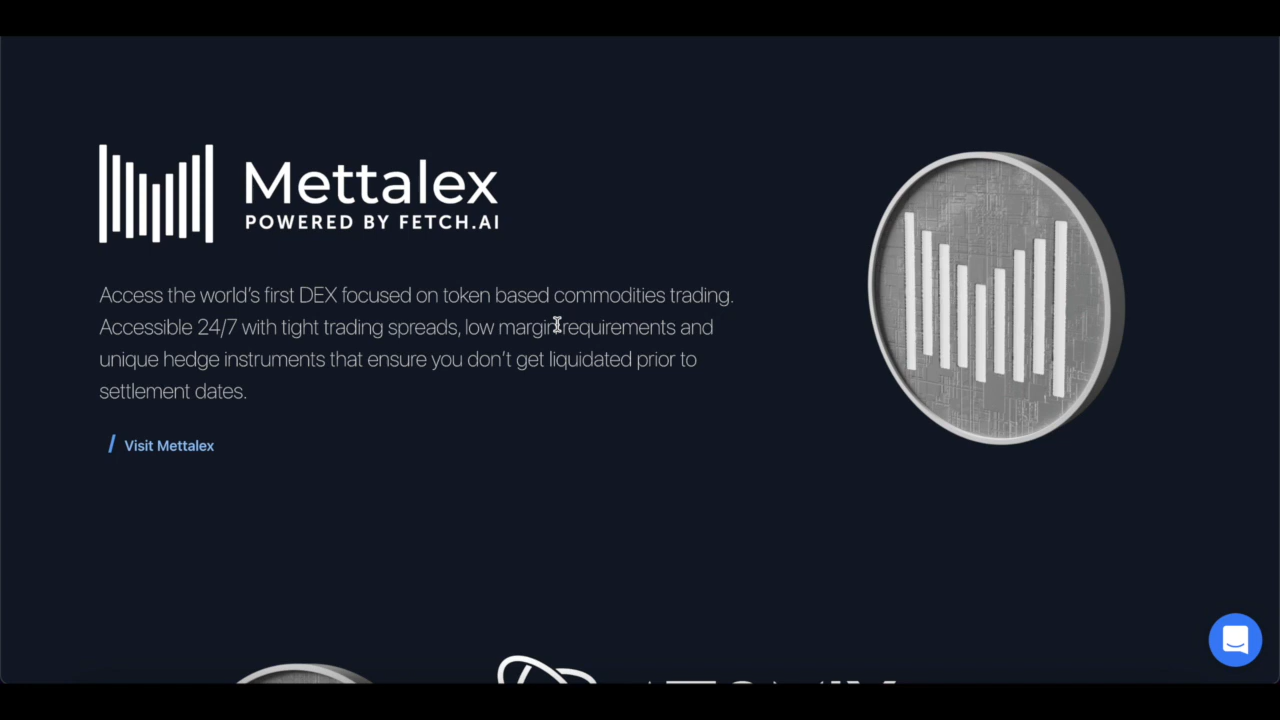 Mettalex
POWERED BY FETCH.AI
Access the world's first DEX focused on token based commodities trading.
Accessible 24/7 with tight trading spreads, low margin requirements and
unique hedge instruments that ensure you don't get liquidated prior to
settlement dates.
/ Visit Mettalex